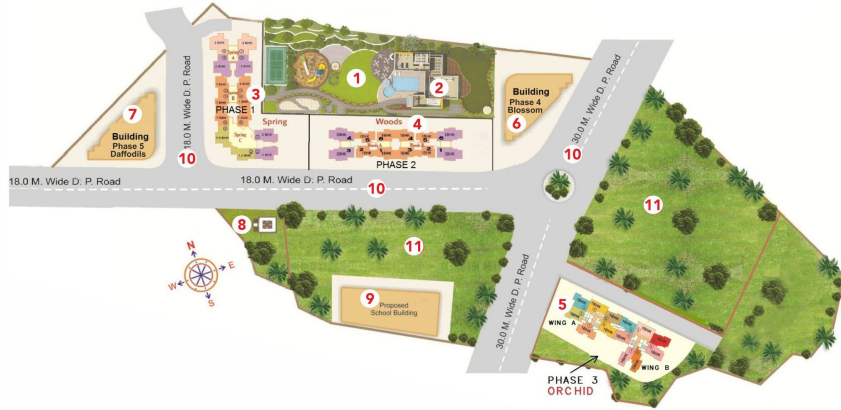 18.0 M. Wide D. P. Road
Spring
A
1
2
3
PHASE 1
B
Spring
C
Spring
Woods
4
PHASE 2
Building
Phase 4
Blossom
6
7
Building
Phase 5
Daffodils
30.0 M. Wide D. P. Road
10
10
18.0 M. Wide D. P. Road
18.0 M. Wide D. P. Road
10
11
8
11
N
E
W
S
9
Proposed
School Building
30.0 M. Wide D. P. Road
5
WING A
WING B
PHASE 3
ORCHID